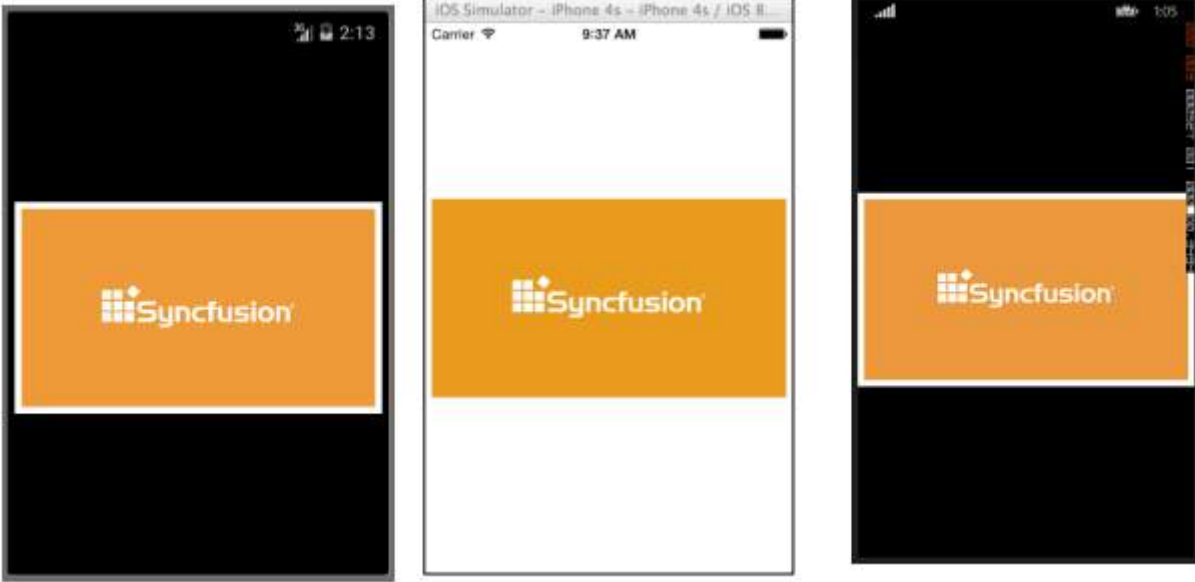 3G 2:13
Syncfusion
iOS Simulator – iPhone 4s – iPhone 4s / iOS 8...
Carrier 9:37 AM
Syncfusion
1:05
Syncfusion